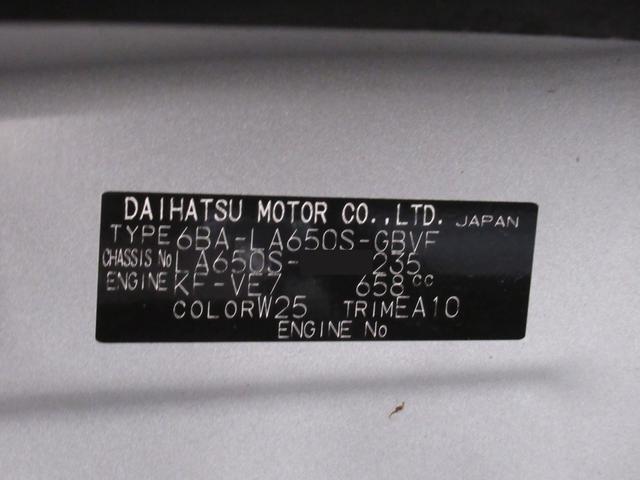 DAIHATSU MOTOR CO.,LTD. JAPAN
TYPE 6BA-LA650S-GBVF
CHASSIS No LA650S- 235
ENGINE KF-VE7 658cc
COLOR W25 TRIM EA10
ENGINE No